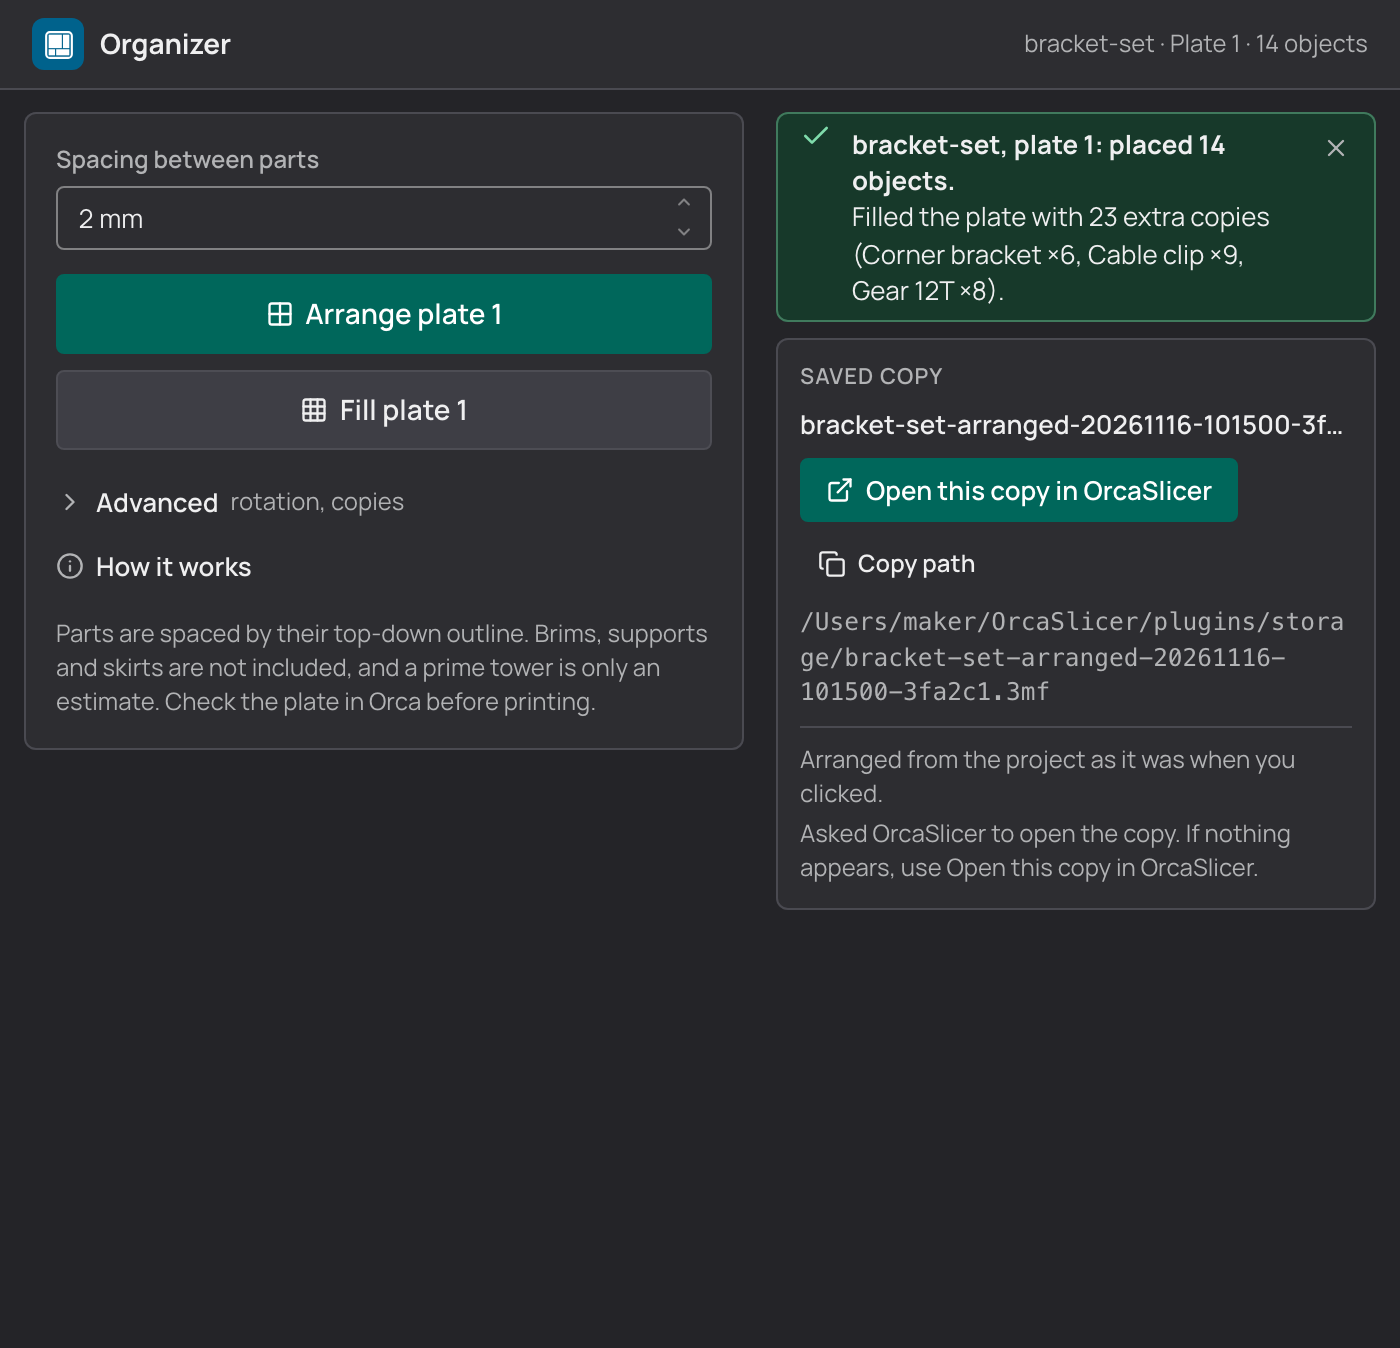 Organizer
bracket-set · Plate 1 · 14 objects
Spacing between parts
2 mm
Arrange plate 1
Fill plate 1
Advanced rotation, copies
How it works
Parts are spaced by their top-down outline. Brims, supports
and skirts are not included, and a prime tower is only an
estimate. Check the plate in Orca before printing.
bracket-set, plate 1: placed 14
objects.
Filled the plate with 23 extra copies
(Corner bracket ×6, Cable clip ×9,
Gear 12T ×8).
SAVED COPY
bracket-set-arranged-20261116-101500-3f…
Open this copy in OrcaSlicer
Copy path
/Users/maker/OrcaSlicer/plugins/stora
ge/bracket-set-arranged-20261116-
101500-3fa2c1.3mf
Arranged from the project as it was when you
clicked.
Asked OrcaSlicer to open the copy. If nothing
appears, use Open this copy in OrcaSlicer.